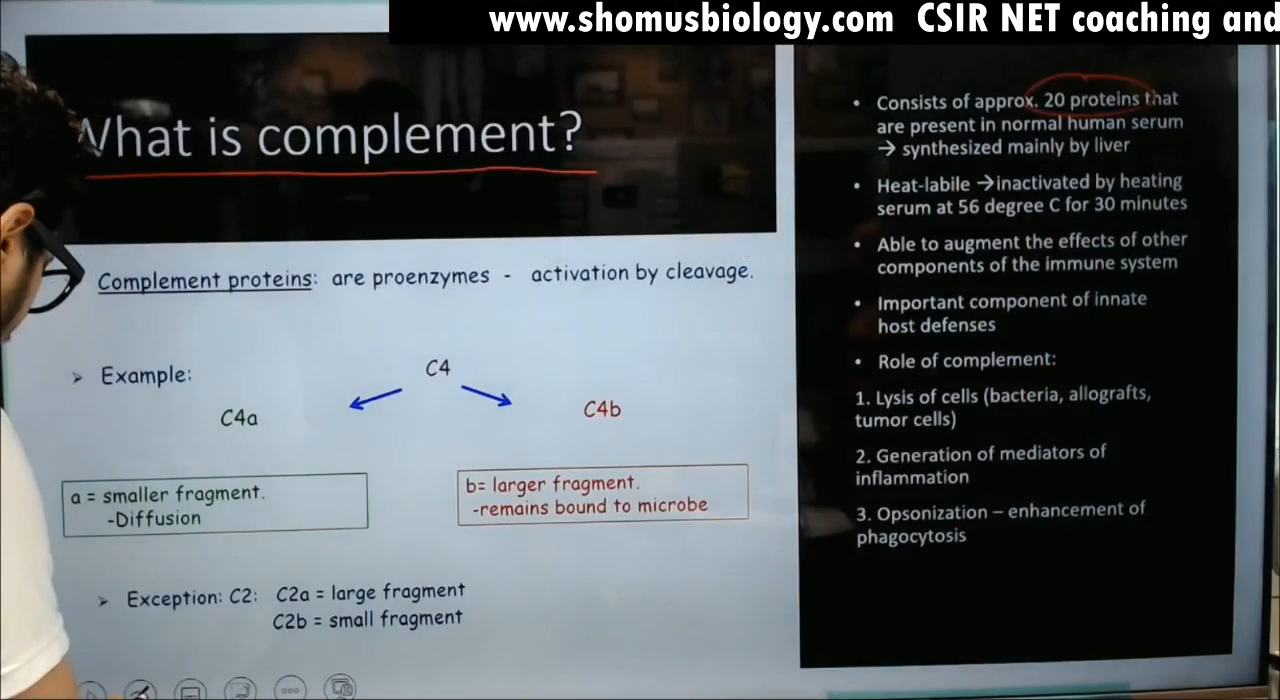 www.shomusbiology.com CSIR NET coaching and
What is complement?
Complement proteins: are proenzymes - activation by cleavage.
➢ Example:
C4
C4a
C4b
a = smaller fragment.
-Diffusion
b= larger fragment.
-remains bound to microbe
➢ Exception: C2: C2a = large fragment
C2b = small fragment
• Consists of approx. 20 proteins that
are present in normal human serum
→ synthesized mainly by liver
• Heat-labile →inactivated by heating
serum at 56 degree C for 30 minutes
• Able to augment the effects of other
components of the immune system
• Important component of innate
host defenses
• Role of complement:
1. Lysis of cells (bacteria, allografts,
tumor cells)
2. Generation of mediators of
inflammation
3. Opsonization – enhancement of
phagocytosis